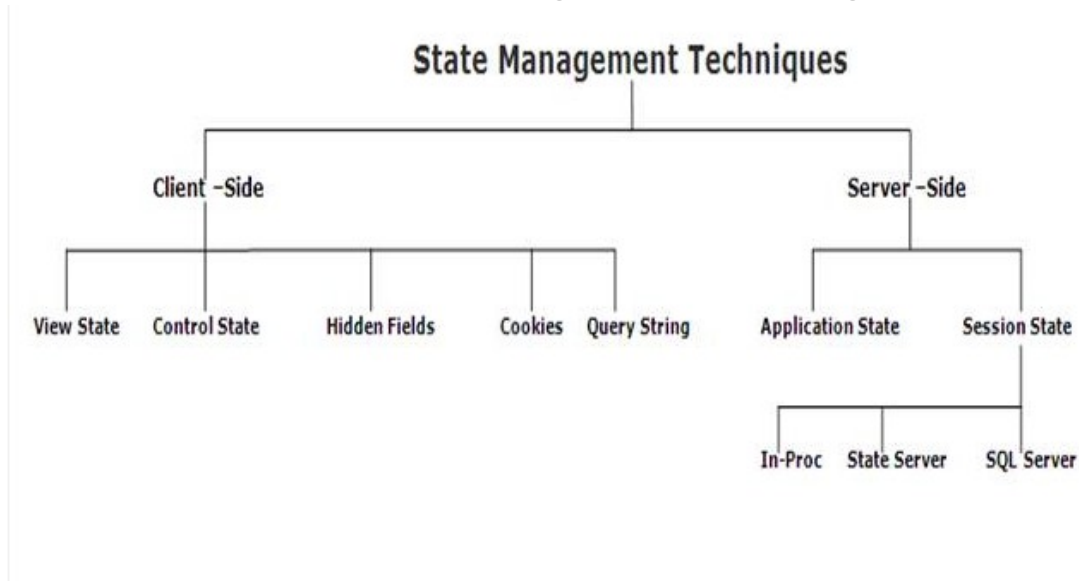 State Management Techniques
Client -Side
Server -Side
View State
Control State
Hidden Fields
Cookies
Query String
Application State
Session State
In-Proc
State Server
SQL Server